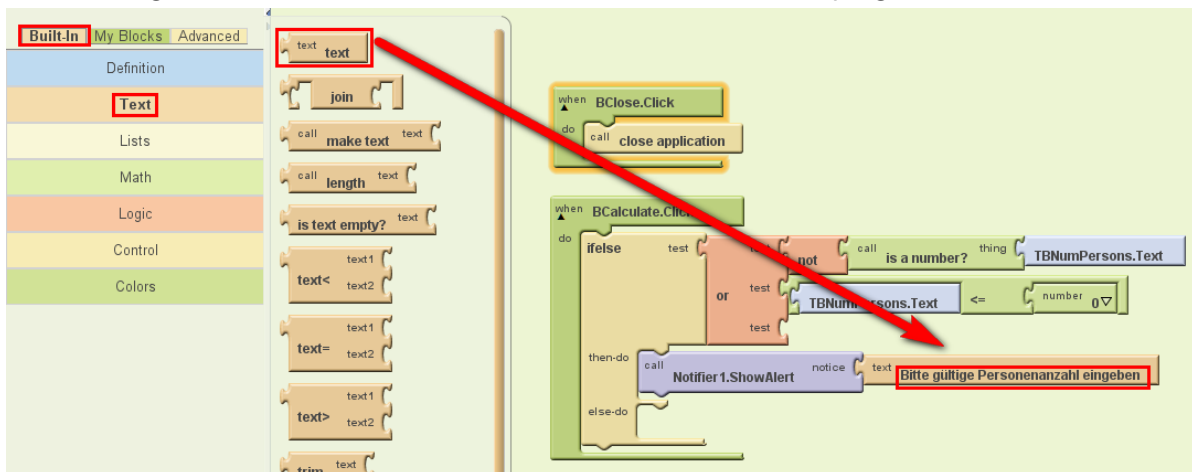 Built-In My Blocks Advanced
Definition
Text
Lists
Math
Logic
Control
Colors
text text
join
call make text text
call length text
is text empty? text
text< text1
text2
text= text1
text2
text> text1
text2
trim text
when BClose.Click
do call close application
when BCalculate.Click
do ifelse test or test not call is a number? thing TBNumPersons.Text
test TBNumPersons.Text <= number 0
test
then-do call Notifier1.ShowAlert notice text Bitte gültige Personenanzahl eingeben
else-do